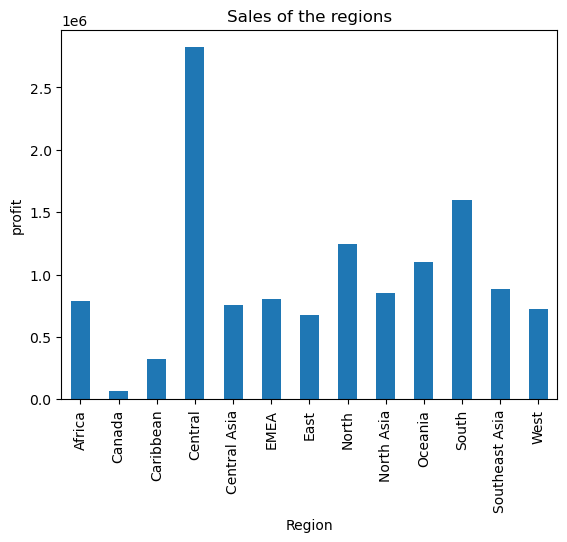 Sales of the regions
1e6
2.5
2.0
1.5
1.0
0.5
0.0
profit
Africa
Canada
Caribbean
Central
Central Asia
EMEA
East
North
North Asia
Oceania
South
Southeast Asia
West
Region